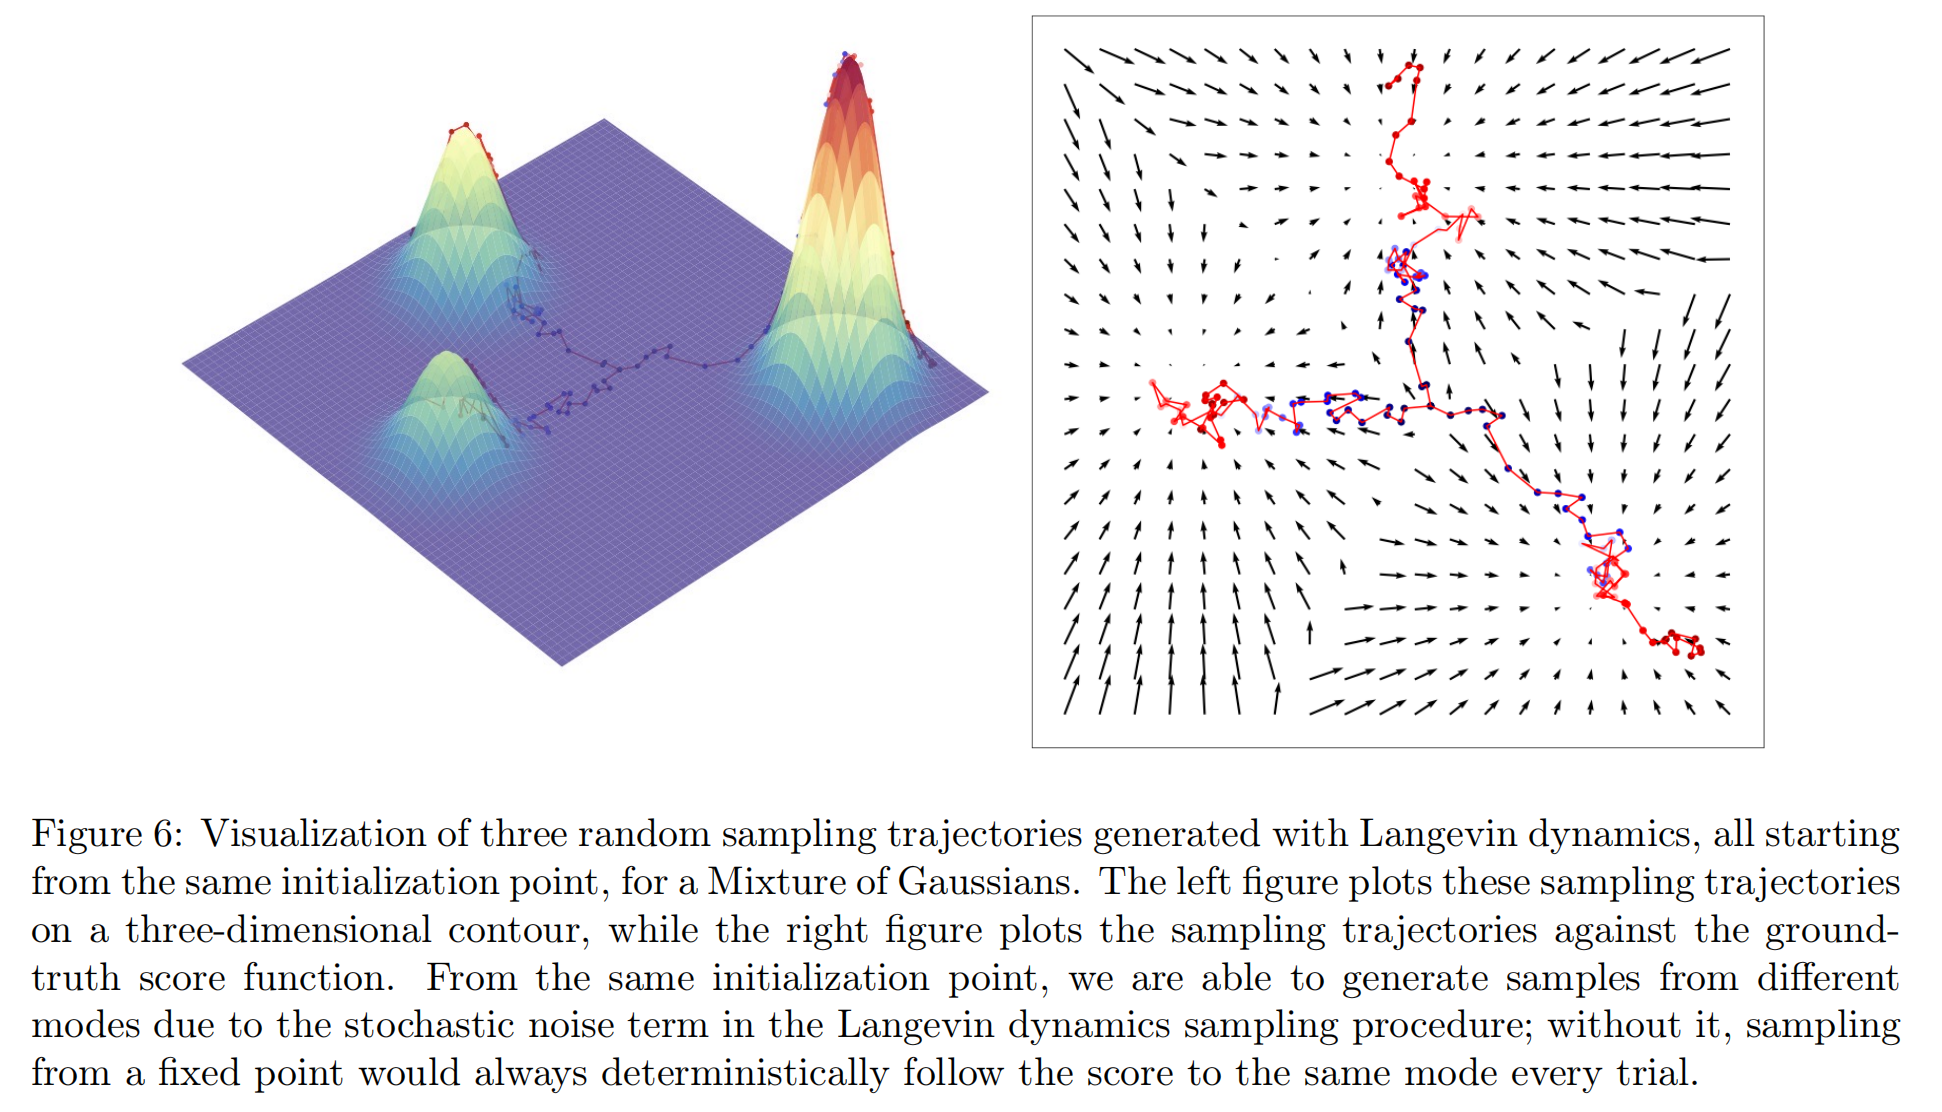 Figure 6: Visualization of three random sampling trajectories generated with Langevin dynamics, all starting
from the same initialization point, for a Mixture of Gaussians. The left figure plots these sampling trajectories
on a three-dimensional contour, while the right figure plots the sampling trajectories against the ground-
truth score function. From the same initialization point, we are able to generate samples from different
modes due to the stochastic noise term in the Langevin dynamics sampling procedure; without it, sampling
from a fixed point would always deterministically follow the score to the same mode every trial.